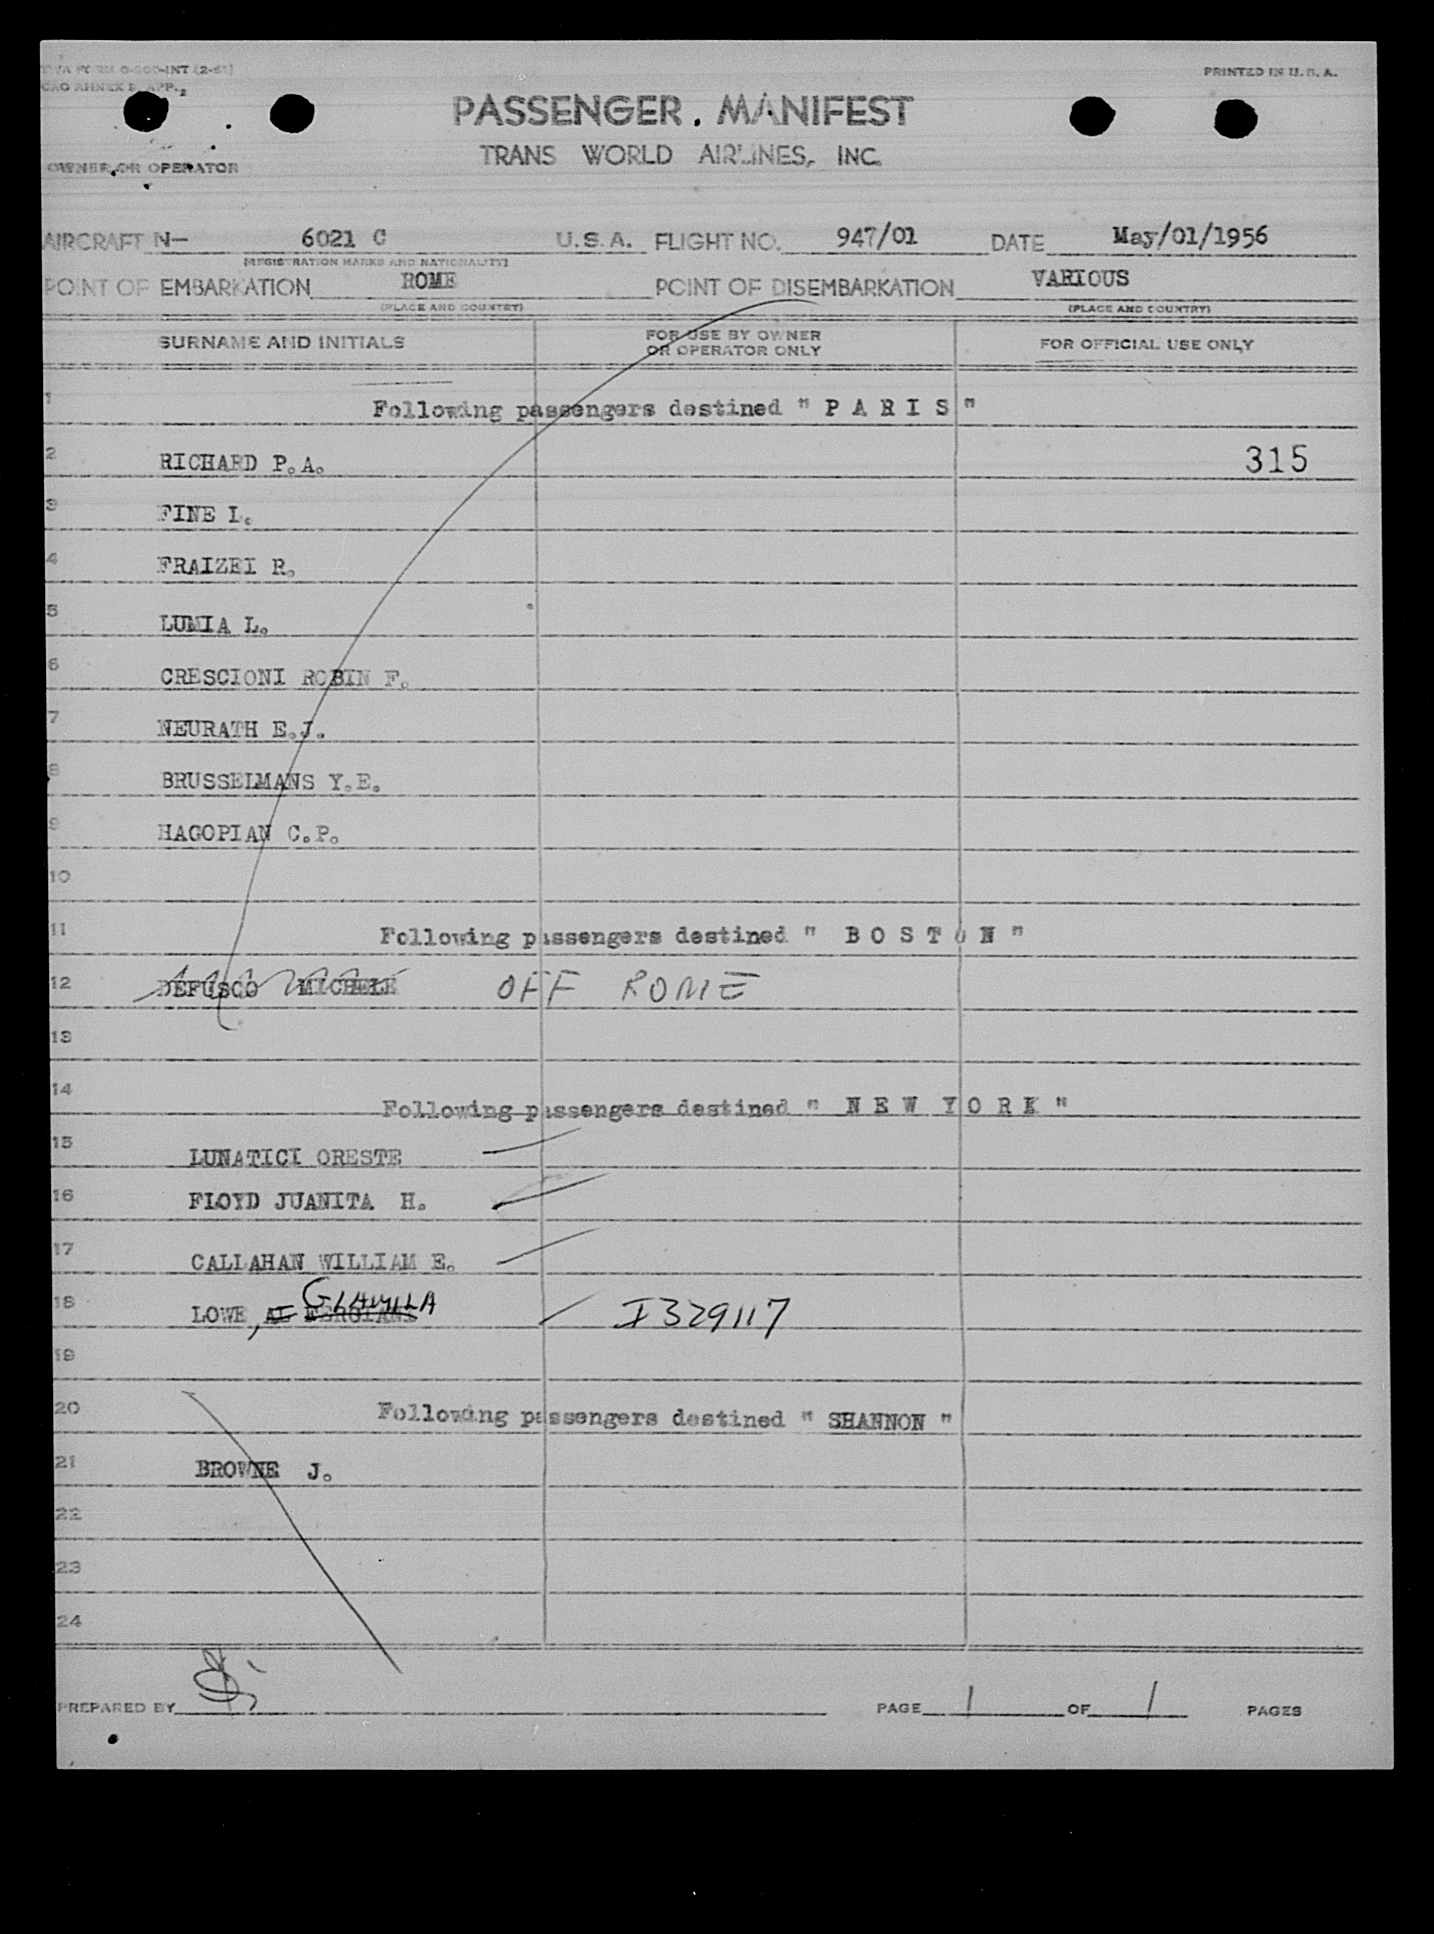 PRINTED IN U.S.A.
PASSENGER MANIFEST
TRANS WORLD AIRLINES, INC.
OWNER OR OPERATOR
AIRCRAFT N- 6021 C U.S.A. FLIGHT NO. 947/01 DATE May/01/1956
(REGISTRATION MARKS AND NATIONALITY)
POINT OF EMBARKATION ROME POINT OF DISEMBARKATION VARIOUS
(PLACE AND COUNTRY) (PLACE AND COUNTRY)
SURNAME AND INITIALS FOR USE BY OWNER OR OPERATOR ONLY FOR OFFICIAL USE ONLY
1 Following passengers destined " P A R I S "
2 RICHARD P.A. 315
3 FINE I.
4 FRAIZEI R.
5 LUMIA L.
6 CRESCIONI ROBIN F.
7 NEURATH E.J.
8 BRUSSELMANS Y.E.
9 HAGOPIAN C.P.
10
11 Following passengers destined " B O S T O N "
12 DEFUSCO MICHELE OFF ROME
13
14 Following passengers destined " N E W Y O R K "
15 LUNATICI ORESTE
16 FLOYD JUANITA H.
17 CALLAHAN WILLIAM E.
18 LOWE, I329117
19
20 Following passengers destined " SHANNON "
21 BROWNE J.
22
23
24
PREPARED BY PAGE 1 OF 1 PAGES